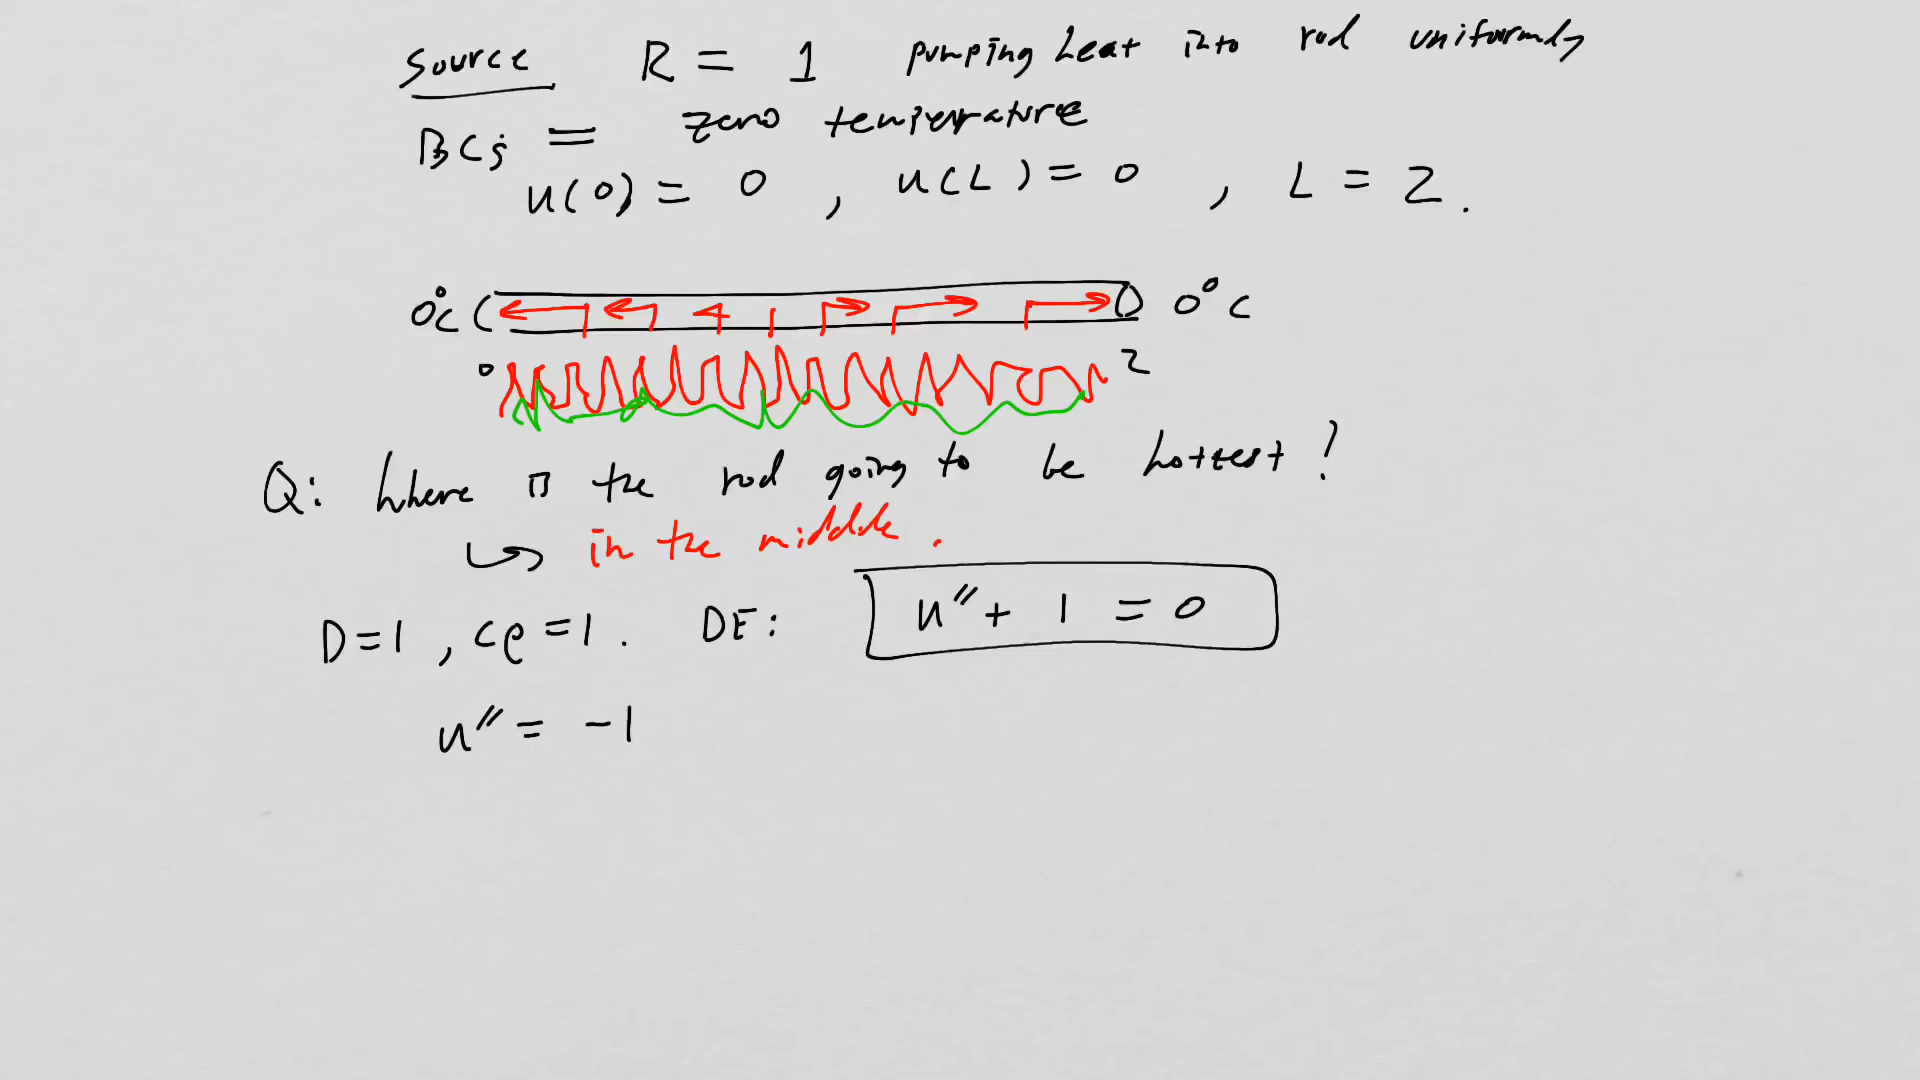 Source R = 1 pumping heat into rod uniformly
BCs = zero temperature
u(0) = 0 , u(L) = 0 , L = 2 .
0°C 0°C
0 2
Q: Where is the rod going to be hottest?
↳ in the middle .
D=1 , cρ =1 . DE: u″+ 1 = 0
u″ = -1